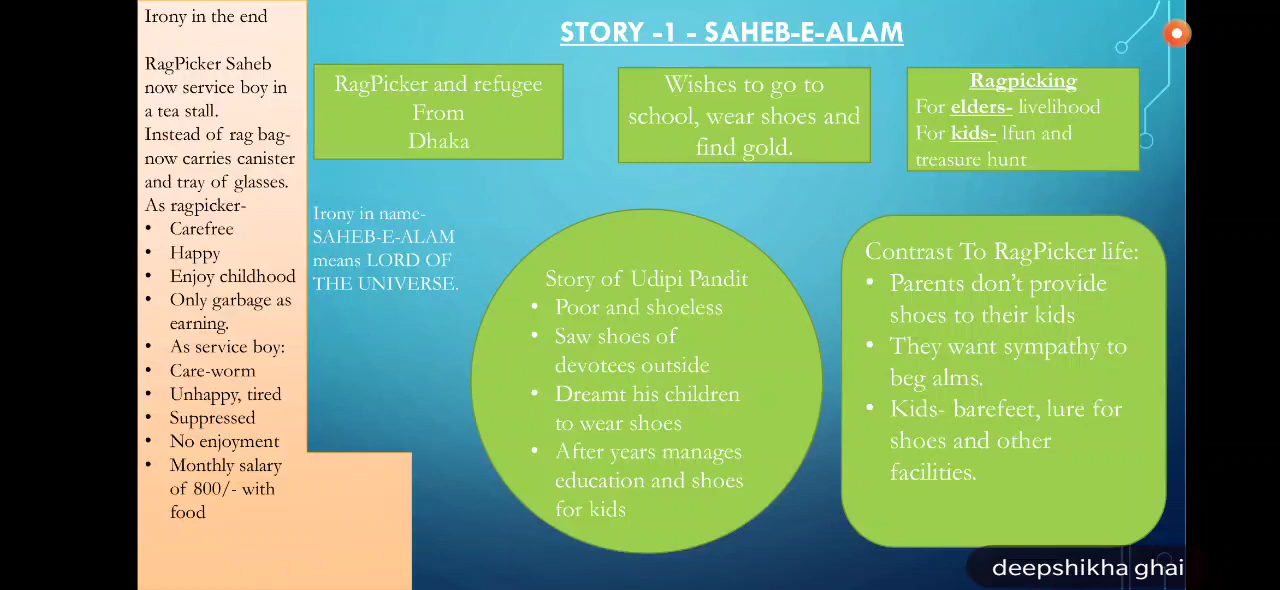 Irony in the end
RagPicker Saheb
now service boy in
a tea stall.
Instead of rag bag-
now carries canister
and tray of glasses.
As ragpicker-
• Carefree
• Happy
• Enjoy childhood
• Only garbage as
earning.
• As service boy:
• Care-worm
• Unhappy, tired
• Suppressed
• No enjoyment
• Monthly salary
of 800/- with
food
STORY -1 - SAHEB-E-ALAM
RagPicker and refugee
From
Dhaka
Wishes to go to
school, wear shoes and
find gold.
Ragpicking
For elders- livelihood
For kids- lfun and
treasure hunt
Irony in name-
SAHEB-E-ALAM
means LORD OF
THE UNIVERSE.
Story of Udipi Pandit
• Poor and shoeless
• Saw shoes of
devotees outside
• Dreamt his children
to wear shoes
• After years manages
education and shoes
for kids
Contrast To RagPicker life:
• Parents don't provide
shoes to their kids
• They want sympathy to
beg alms.
• Kids- barefeet, lure for
shoes and other
facilities.
deepshikha ghai